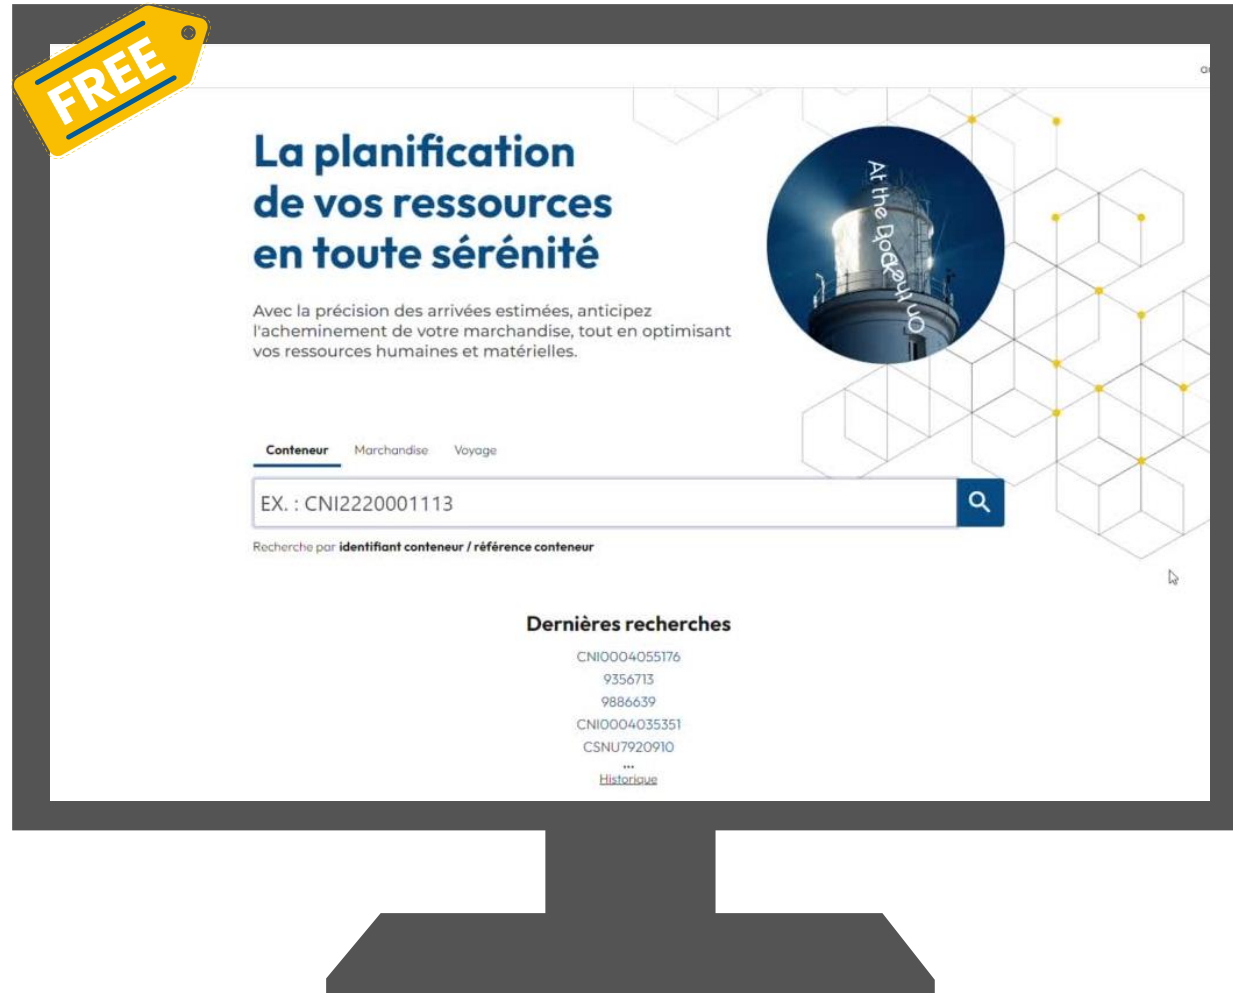 FREE
La planification
de vos ressources
en toute sérénité
Avec la précision des arrivées estimées, anticipez
l'acheminement de votre marchandise, tout en optimisant
vos ressources humaines et matérielles.
At the Dock
On the
Conteneur Marchandise Voyage
EX. : CNI2220001113
Recherche par identifiant conteneur / référence conteneur
Dernières recherches
CNI0004055176
9356713
9886639
CNI0004035351
CSNU7920910
...
Historique